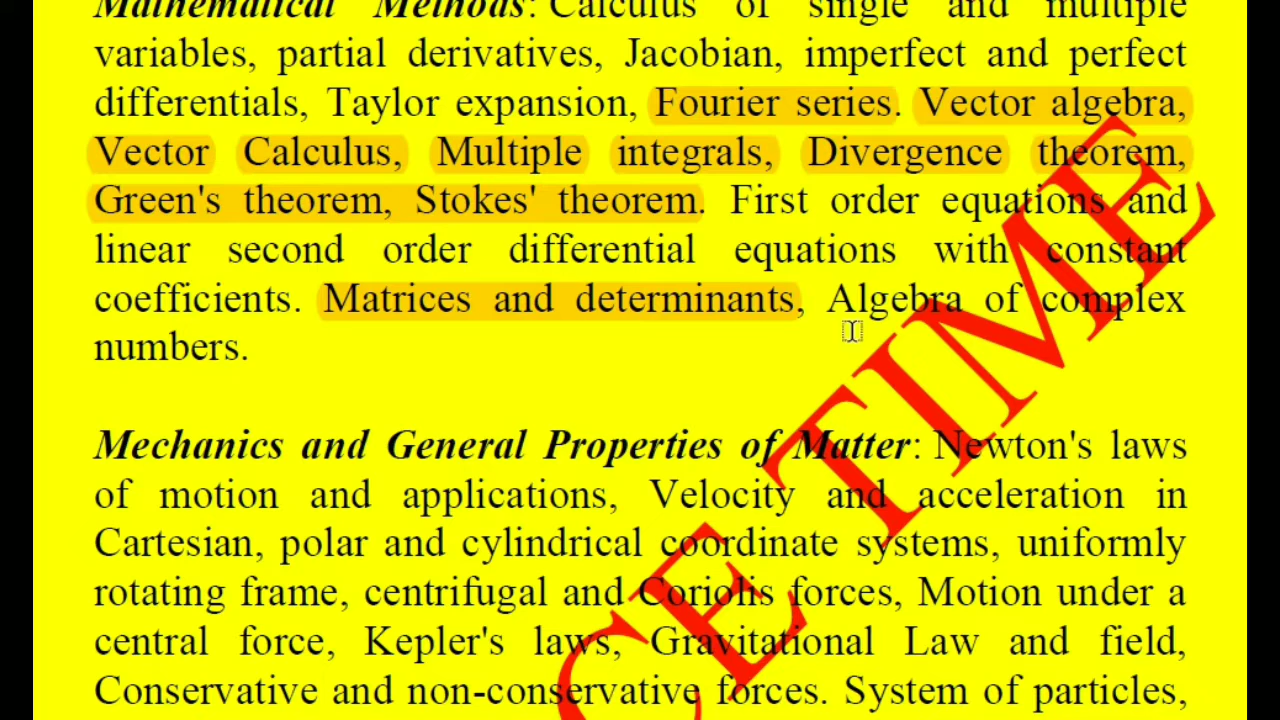 Mathematical Methods: Calculus of single and multiple
variables, partial derivatives, Jacobian, imperfect and perfect
differentials, Taylor expansion, Fourier series. Vector algebra,
Vector Calculus, Multiple integrals, Divergence theorem,
Green's theorem, Stokes' theorem. First order equations and
linear second order differential equations with constant
coefficients. Matrices and determinants, Algebra of complex
numbers.
Mechanics and General Properties of Matter: Newton's laws
of motion and applications, Velocity and acceleration in
Cartesian, polar and cylindrical coordinate systems, uniformly
rotating frame, centrifugal and Coriolis forces, Motion under a
central force, Kepler's laws, Gravitational Law and field,
Conservative and non-conservative forces. System of particles,
CE TIME